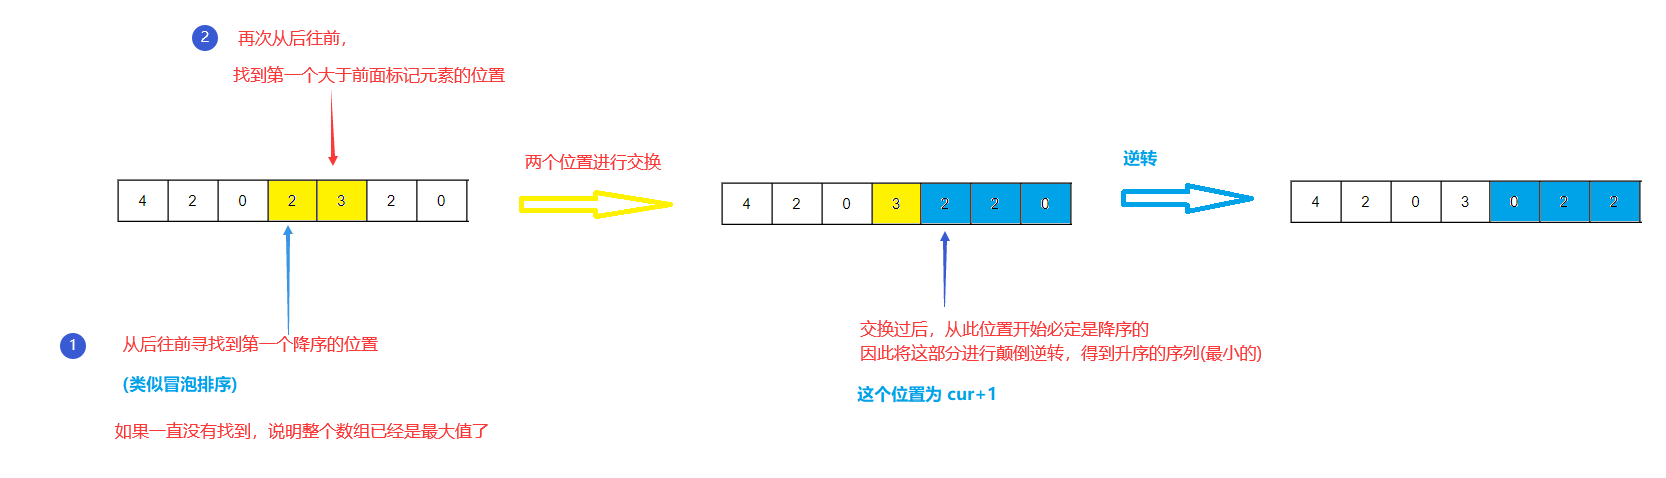 2 再次从后往前，
找到第一个大于前面标记元素的位置
4 2 0 2 3 2 0
两个位置进行交换
4 2 0 3 2 2 0
逆转
4 2 0 3 0 2 2
1 从后往前寻找到第一个降序的位置
(类似冒泡排序)
如果一直没有找到，说明整个数组已经是最大值了
交换过后，从此位置开始必定是降序的
因此将这部分进行颠倒逆转，得到升序的序列(最小的)
这个位置为 cur+1